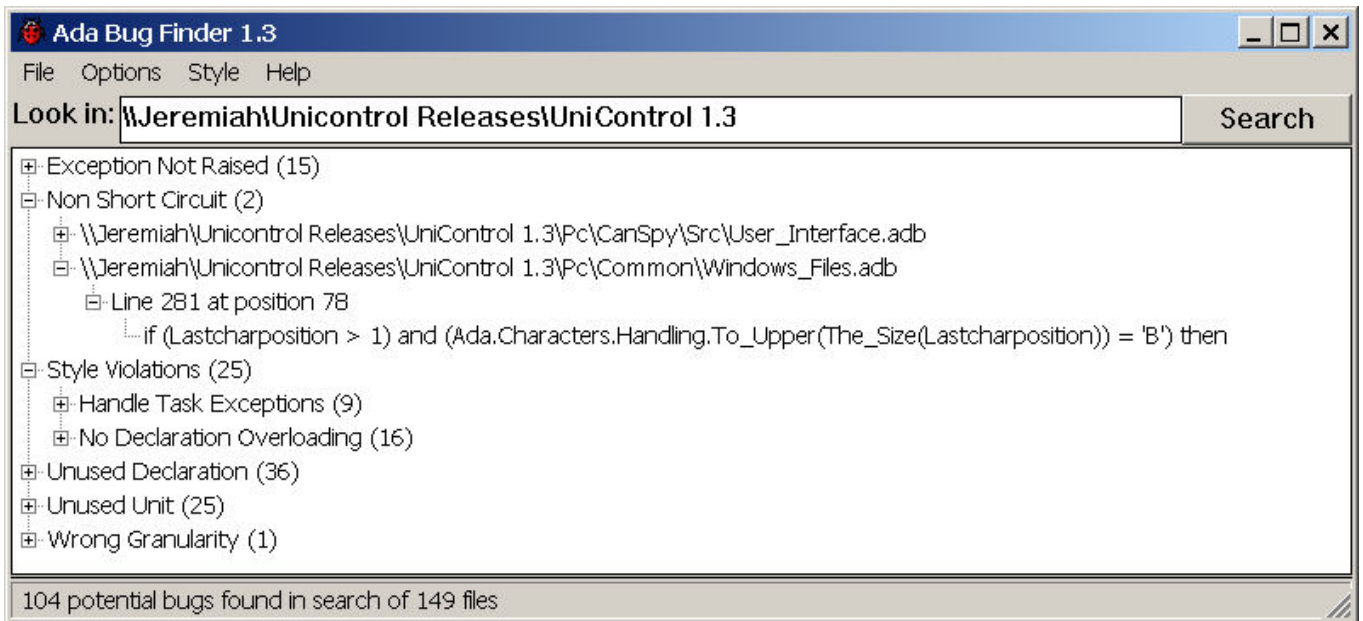 Ada Bug Finder 1.3
File Options Style Help
Look in: \\Jeremiah\Unicontrol Releases\UniControl 1.3 Search
Exception Not Raised (15)
Non Short Circuit (2)
\\Jeremiah\Unicontrol Releases\UniControl 1.3\Pc\CanSpy\Src\User_Interface.adb
\\Jeremiah\Unicontrol Releases\UniControl 1.3\Pc\Common\Windows_Files.adb
Line 281 at position 78
if (Lastcharposition > 1) and (Ada.Characters.Handling.To_Upper(The_Size(Lastcharposition)) = 'B') then
Style Violations (25)
Handle Task Exceptions (9)
No Declaration Overloading (16)
Unused Declaration (36)
Unused Unit (25)
Wrong Granularity (1)
104 potential bugs found in search of 149 files